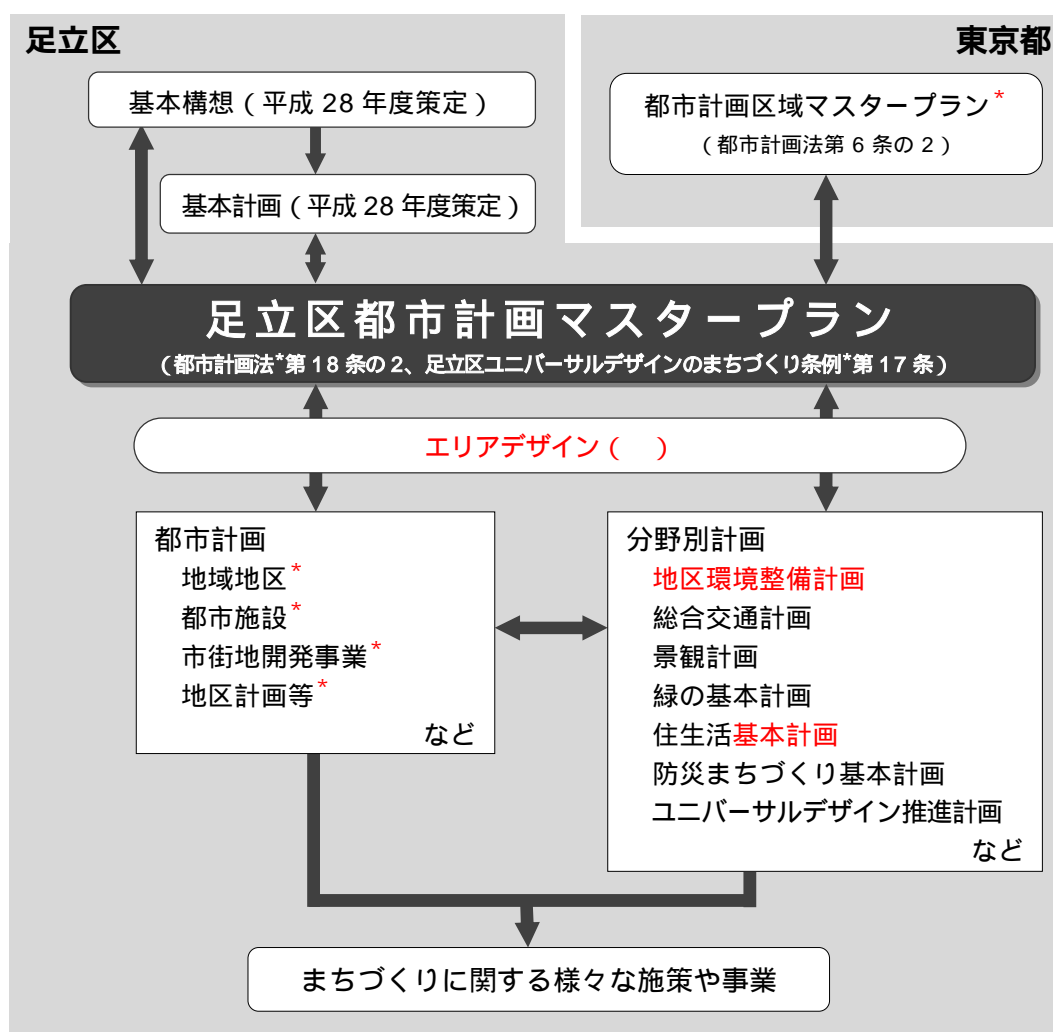 足立区
東京都
基本構想(平成 28 年度策定)
都市計画区域マスタープラン*
(都市計画法第 6 条の 2)
基本計画(平成 28 年度策定)
足立区都市計画マスタープラン
(都市計画法*第 18 条の 2、足立区ユニバーサルデザインのまちづくり条例*第 17 条)
エリアデザイン( )
都市計画
地域地区*
都市施設*
市街地開発事業*
地区計画等*
など
分野別計画
地区環境整備計画
総合交通計画
景観計画
緑の基本計画
住生活基本計画
防災まちづくり基本計画
ユニバーサルデザイン推進計画
など
まちづくりに関する様々な施策や事業